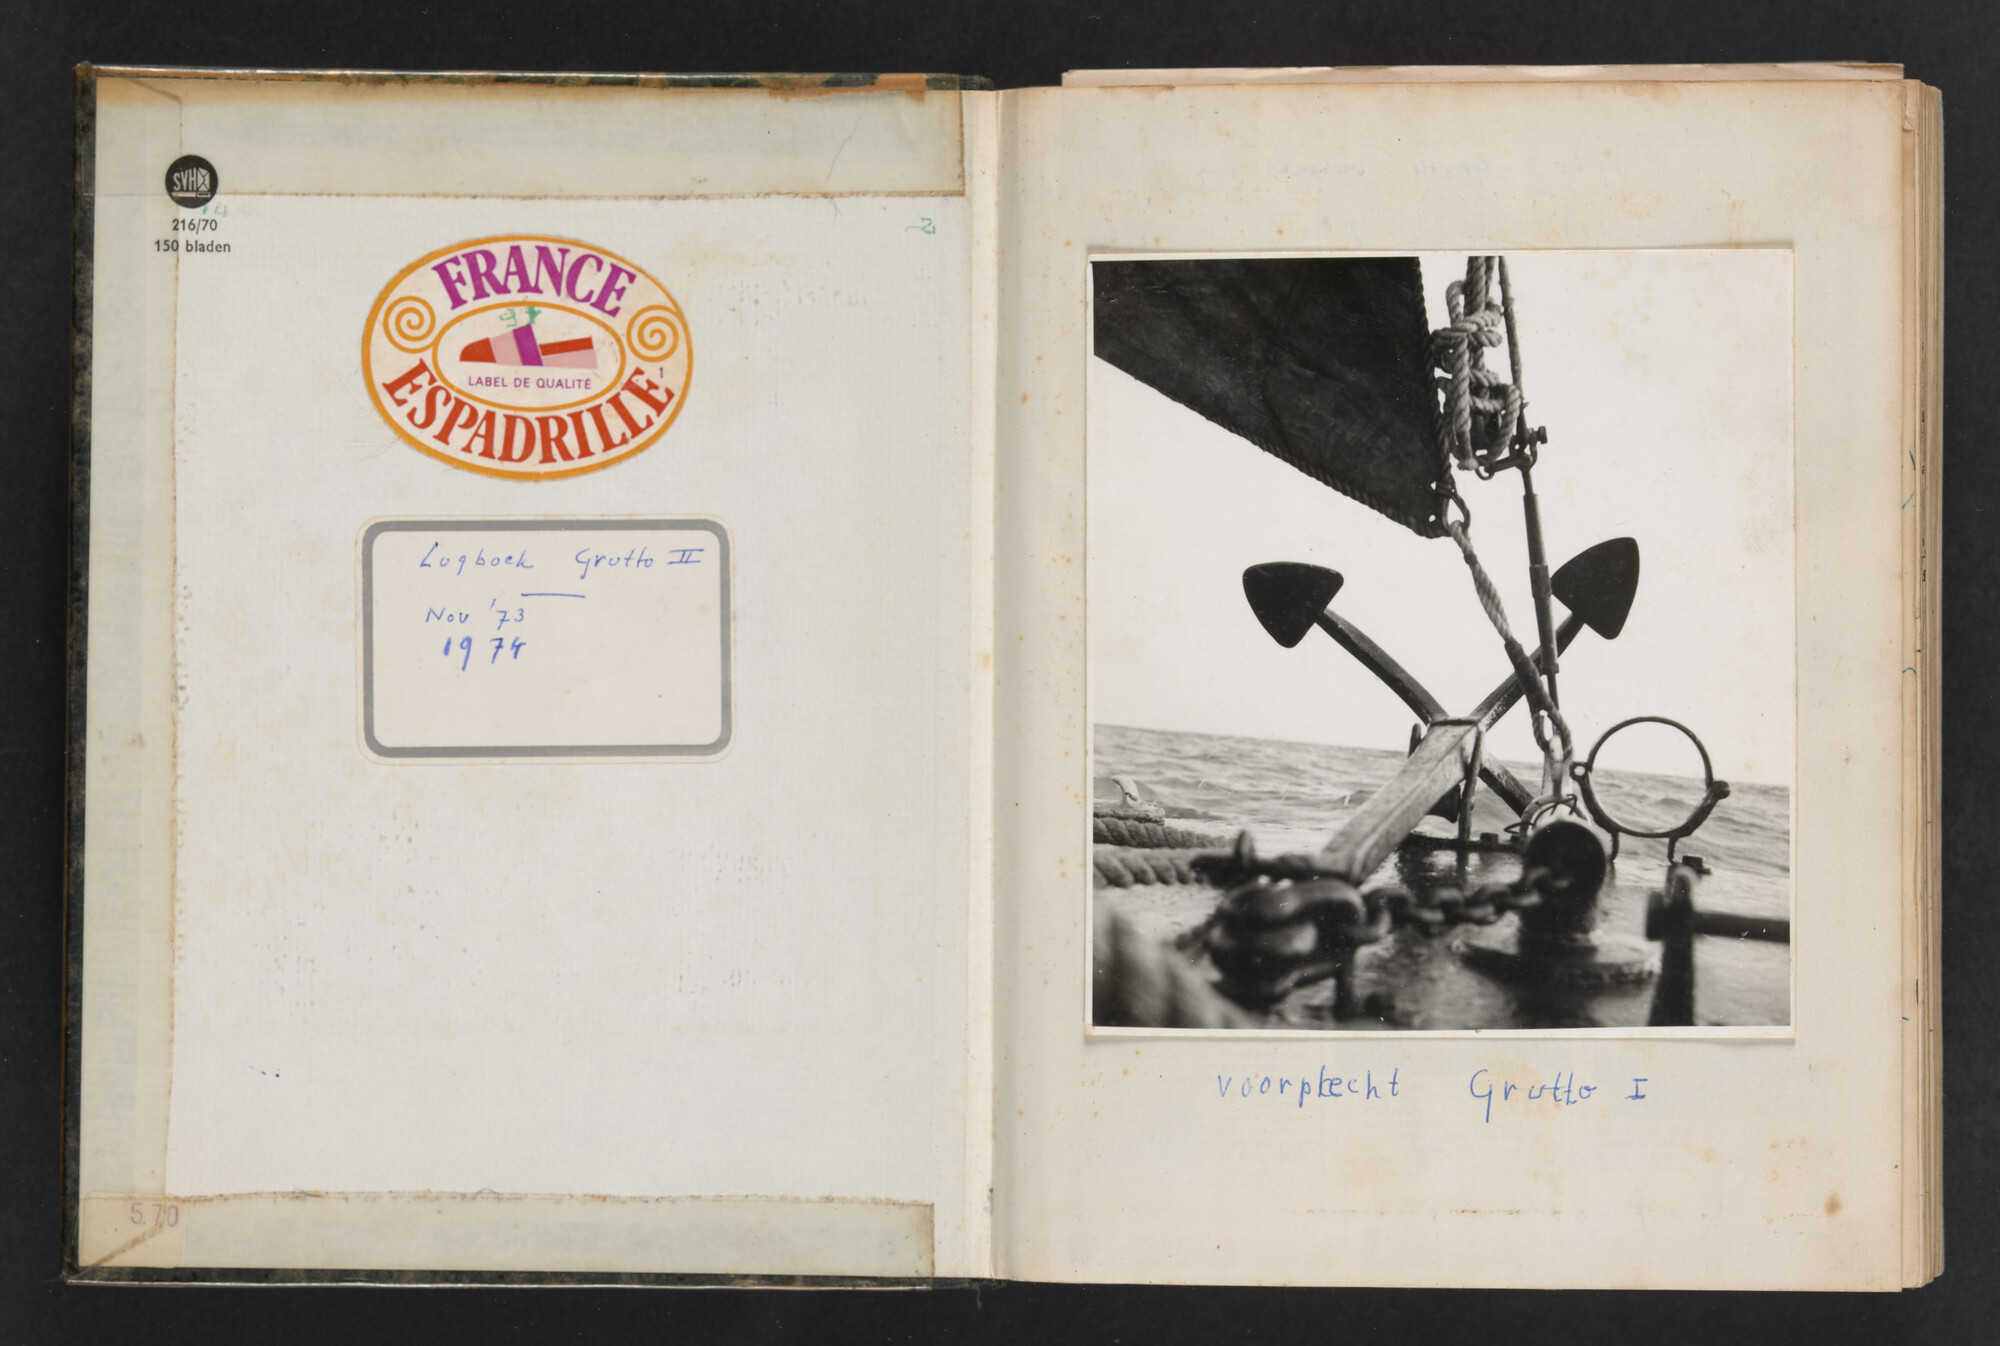 SVH
216/70
150 bladen
FRANCE
LABEL DE QUALITÉ
1
ESPADRILLE
Logboek Grutto II
Nov '73
1974
5.70
voorplecht Grutto I